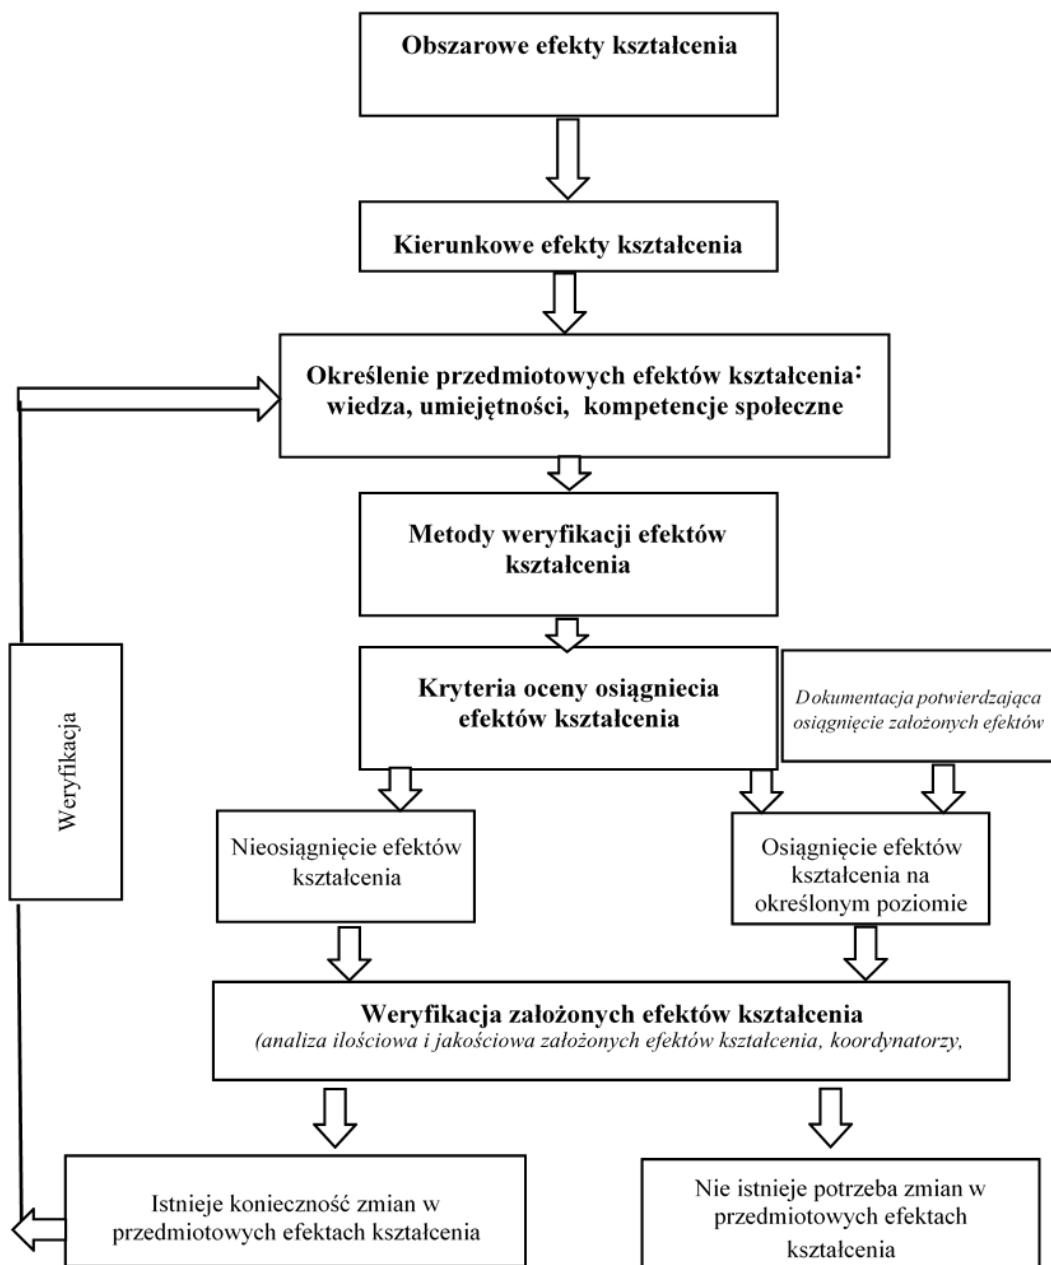 Obszarowe efekty kształcenia
Kierunkowe efekty kształcenia
Określenie przedmiotowych efektów kształcenia:
wiedza, umiejętności, kompetencje społeczne
Metody weryfikacji efektów
kształcenia
Kryteria oceny osiągniecia
efektów kształcenia
Dokumentacja potwierdzająca
osiągnięcie założonych efektów
Weryfikacja
Nieosiągnięcie efektów
kształcenia
Osiągnięcie efektów
kształcenia na
określonym poziomie
Weryfikacja założonych efektów kształcenia
(analiza ilościowa i jakościowa założonych efektów kształcenia, koordynatorzy,
Istnieje konieczność zmian w
przedmiotowych efektach kształcenia
Nie istnieje potrzeba zmian w
przedmiotowych efektach
kształcenia